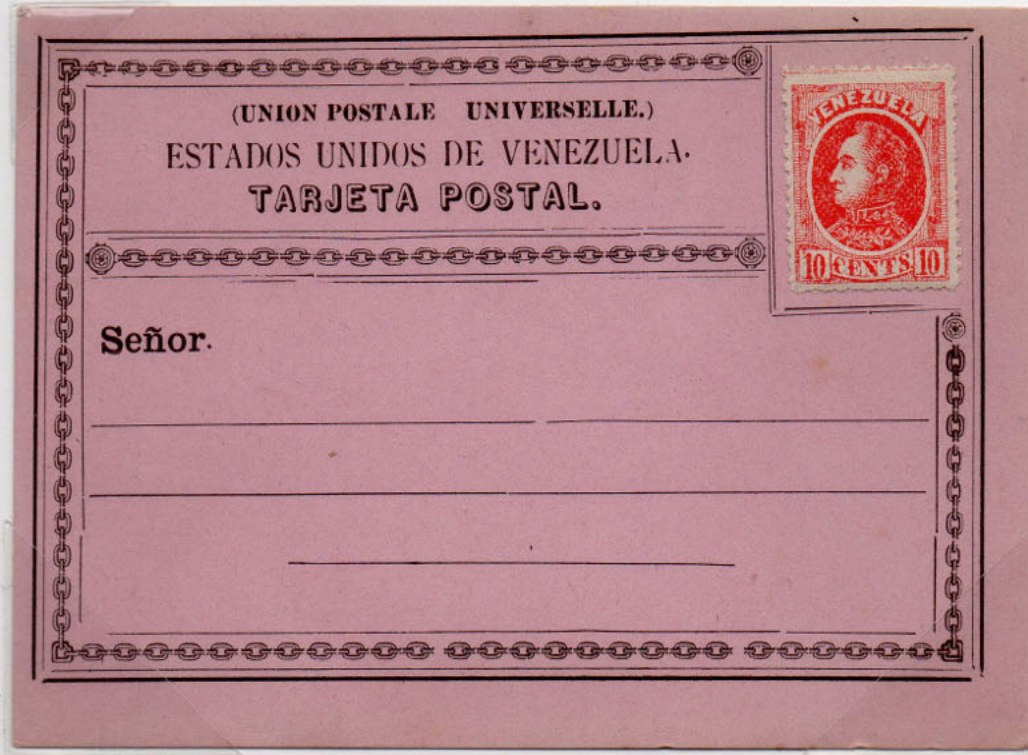 (UNION POSTALE UNIVERSELLE.)
ESTADOS UNIDOS DE VENEZUELA.
TARJETA POSTAL.
VENEZUELA
10 CENTS 10
Señor.